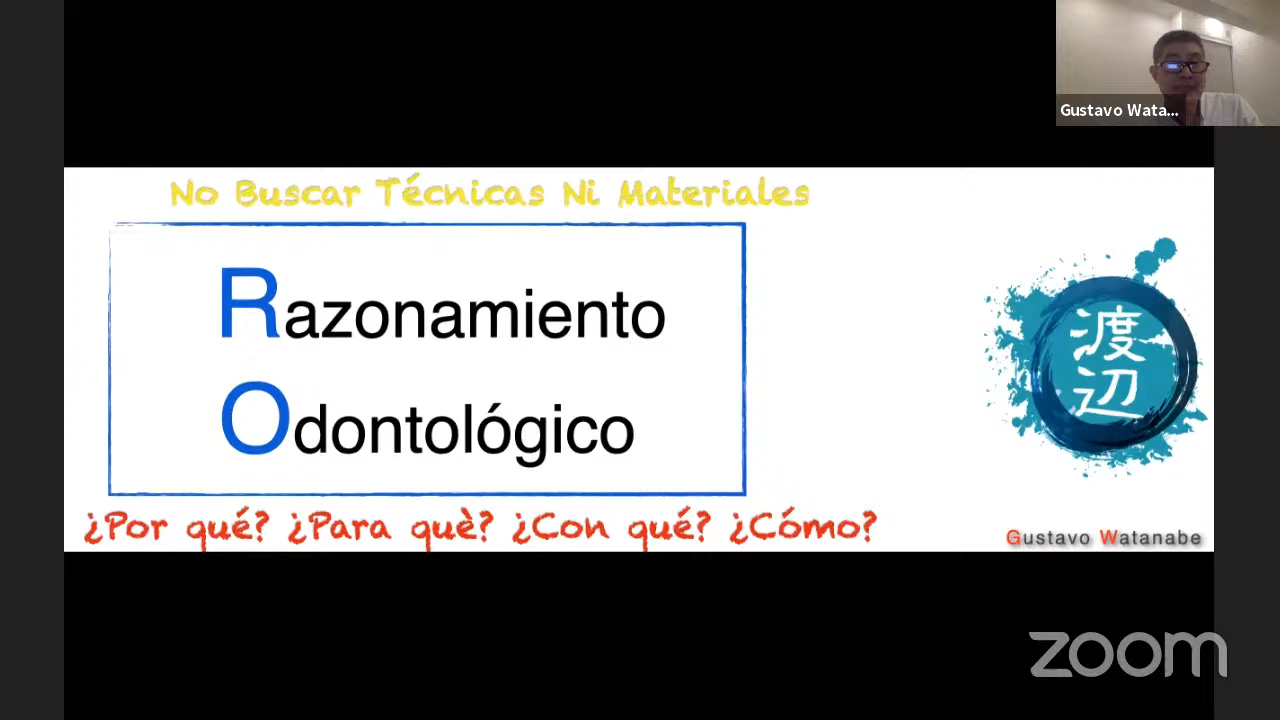 Gustavo Wata...
No Buscar Técnicas Ni Materiales
Razonamiento
Odontológico
渡
辺
¿Por qué? ¿Para què? ¿Con qué? ¿Cómo?
Gustavo Watanabe
zoom